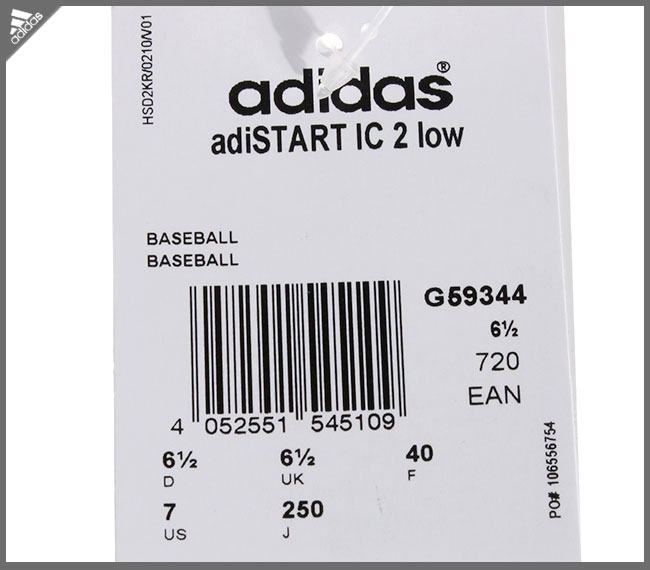 adidas
HSD2KR/0210/V01
adidas®
adiSTART IC 2 low
BASEBALL
BASEBALL
G59344
6½
720
EAN
4 052551 545109
6½ 6½ 40
D UK F
7 250
US J
PO# 106556754